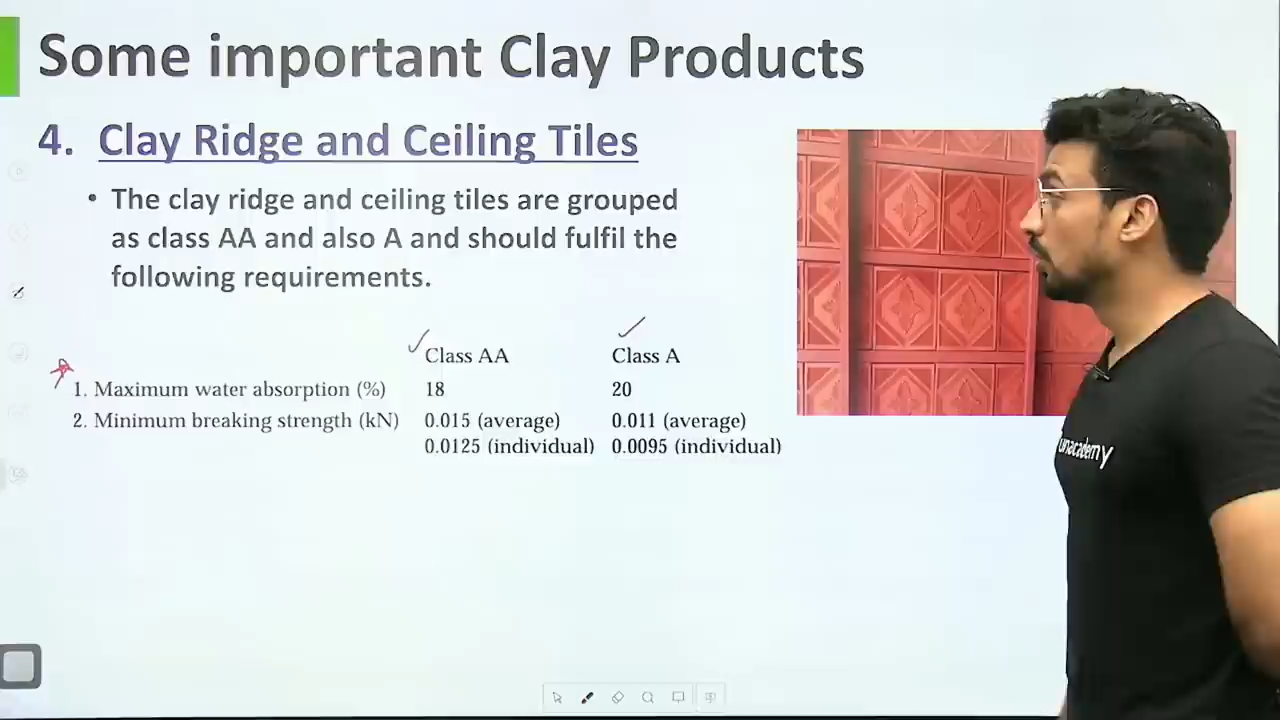 Some important Clay Products
4. Clay Ridge and Ceiling Tiles
• The clay ridge and ceiling tiles are grouped
as class AA and also A and should fulfil the
following requirements.
Class AA Class A
1. Maximum water absorption (%) 18 20
2. Minimum breaking strength (kN) 0.015 (average) 0.011 (average)
0.0125 (individual) 0.0095 (individual)
unacademy